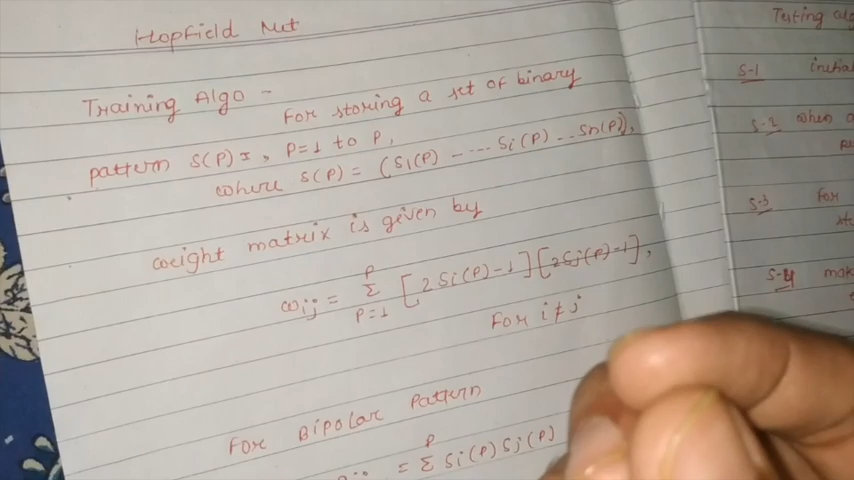 Hopfield Net
Training Algo -
For storing a set of binary
pattern S(P) , P=1 to P,
where S(P) = (S1(P) ---- Si(P) .. Sn(P)),
weight matrix is given by
wij = P Σ P=1 [2Si(P)-1][2Sj(P)-1],
For i≠j
For Bipolar Pattern
P
= Σ Si(P) Sj(P)
Testing
S-1
S-2 when
S-3 for
S-4